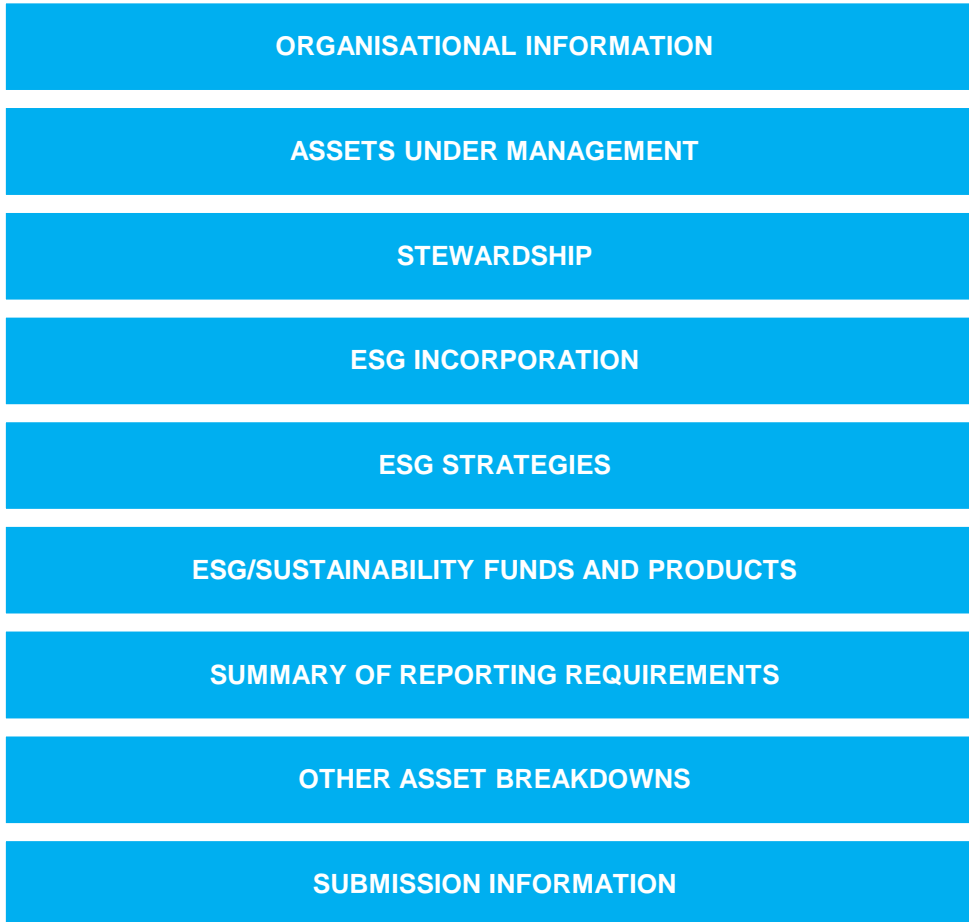 ORGANISATIONAL INFORMATION
ASSETS UNDER MANAGEMENT
STEWARDSHIP
ESG INCORPORATION
ESG STRATEGIES
ESG/SUSTAINABILITY FUNDS AND PRODUCTS
SUMMARY OF REPORTING REQUIREMENTS
OTHER ASSET BREAKDOWNS
SUBMISSION INFORMATION